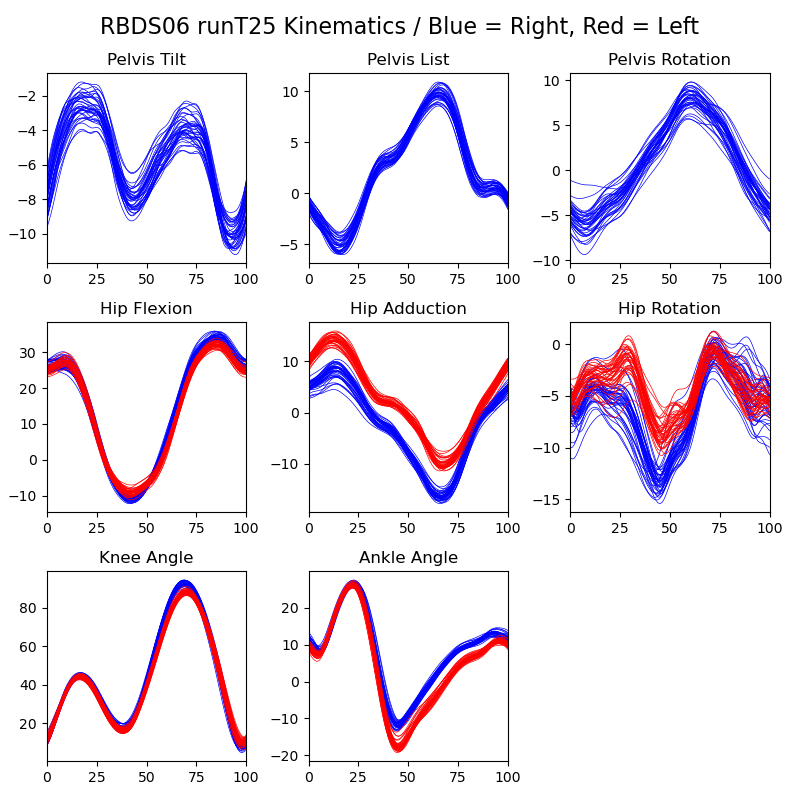 RBDS06 runT25 Kinematics / Blue = Right, Red = Left
Pelvis Tilt Pelvis List Pelvis Rotation
−2
−4
−6
−8
−10
0 25 50 75 100
10
5
0
−5
0 25 50 75 100
10
5
0
−5
−10
0 25 50 75 100
Hip Flexion Hip Adduction Hip Rotation
30
20
10
0
−10
0 25 50 75 100
10
0
−10
0 25 50 75 100
0
−5
−10
−15
0 25 50 75 100
Knee Angle Ankle Angle
80
60
40
20
0 25 50 75 100
20
10
0
−10
−20
0 25 50 75 100